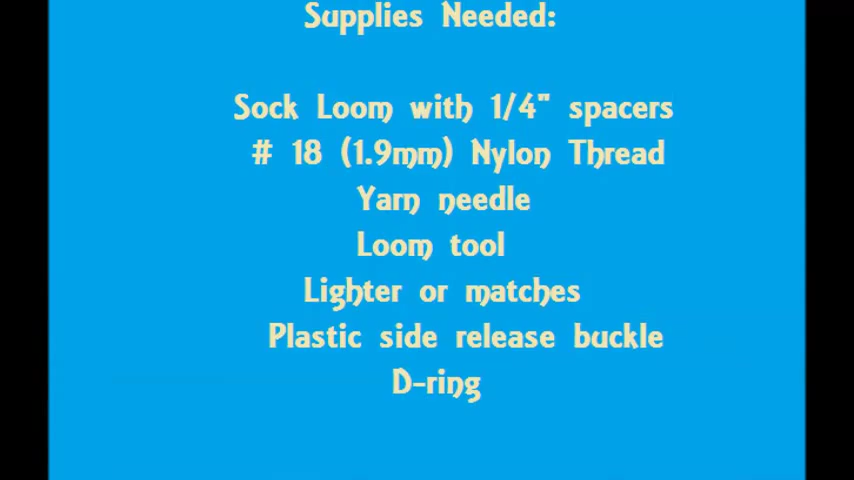 Supplies Needed:
Sock Loom with 1/4" spacers
# 18 (1.9mm) Nylon Thread
Yarn needle
Loom tool
Lighter or matches
Plastic side release buckle
D-ring